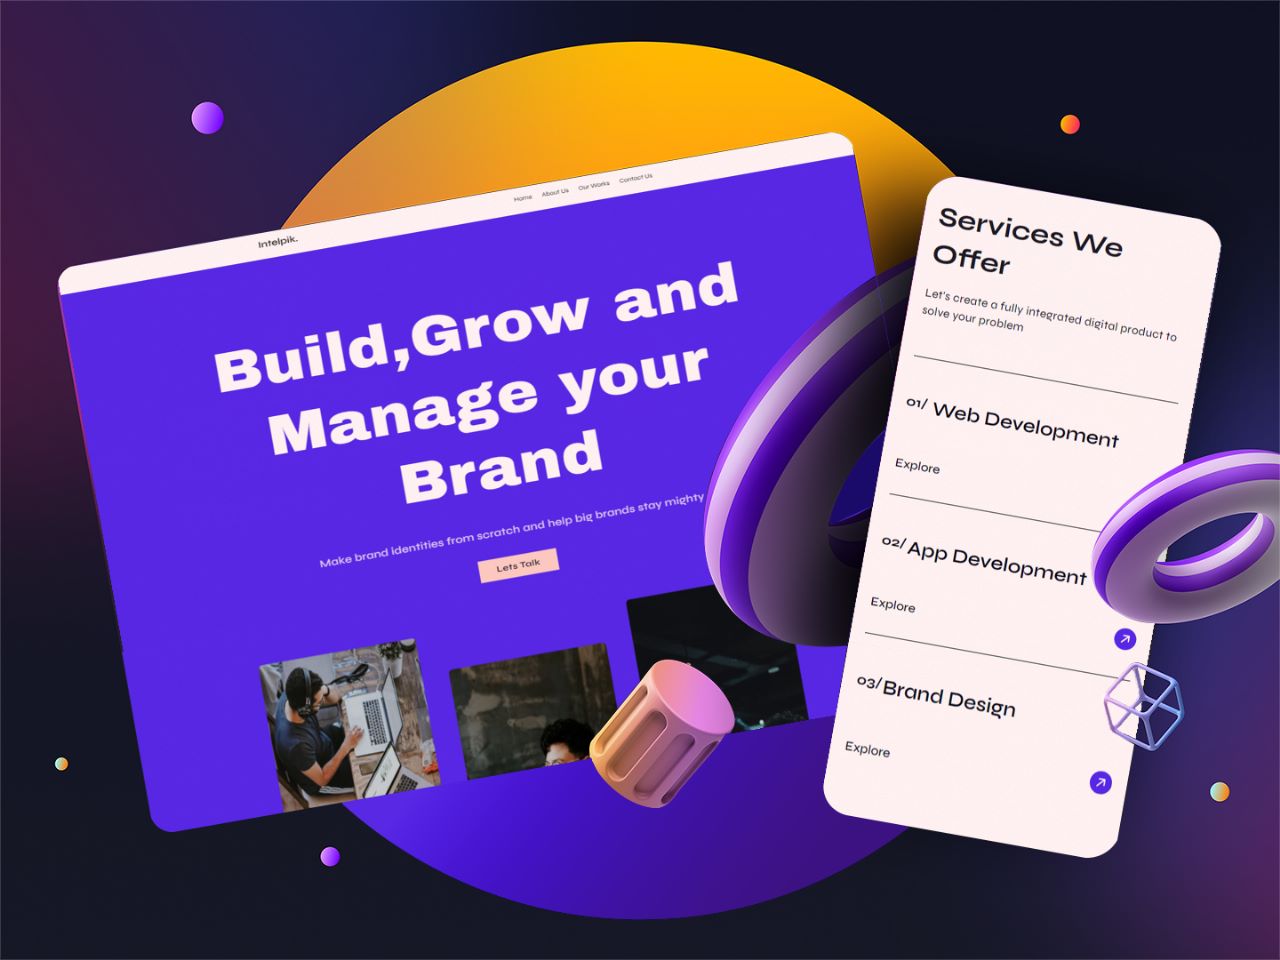 Intelpik.
Home About Us Our Works Contact Us
Build,Grow and
Manage your
Brand
Make brand identities from scratch and help big brands stay mighty
Lets Talk
Services We
Offer
Let's create a fully integrated digital product to
solve your problem
01/ Web Development
Explore
02/App Development
Explore
03/Brand Design
Explore